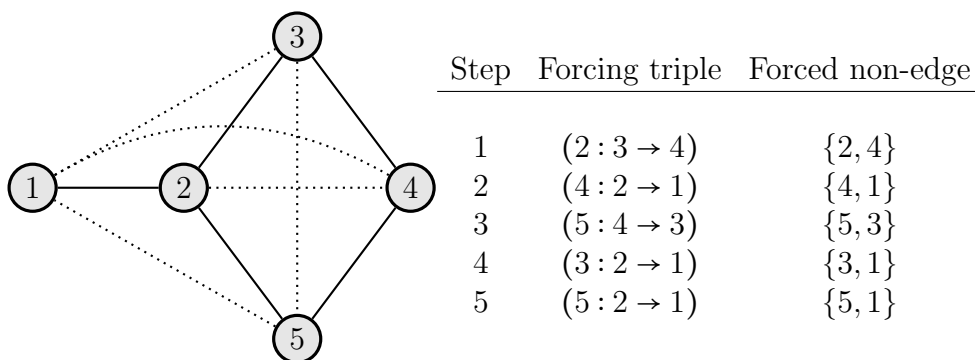 3
1
2
4
5
Step Forcing triple Forced non-edge
1 (2 : 3 → 4) {2, 4}
2 (4 : 2 → 1) {4, 1}
3 (5 : 4 → 3) {5, 3}
4 (3 : 2 → 1) {3, 1}
5 (5 : 2 → 1) {5, 1}